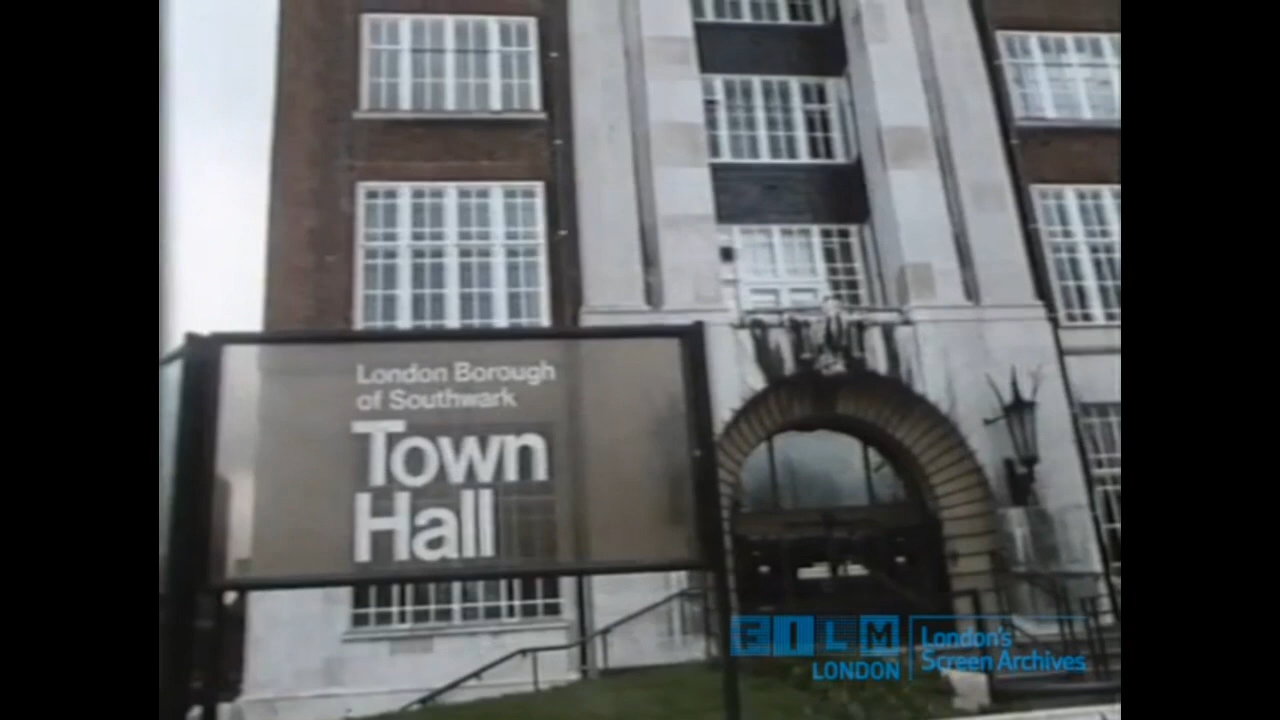 London Borough
of Southwark
Town
Hall
FILM
LONDON
London's
Screen Archives